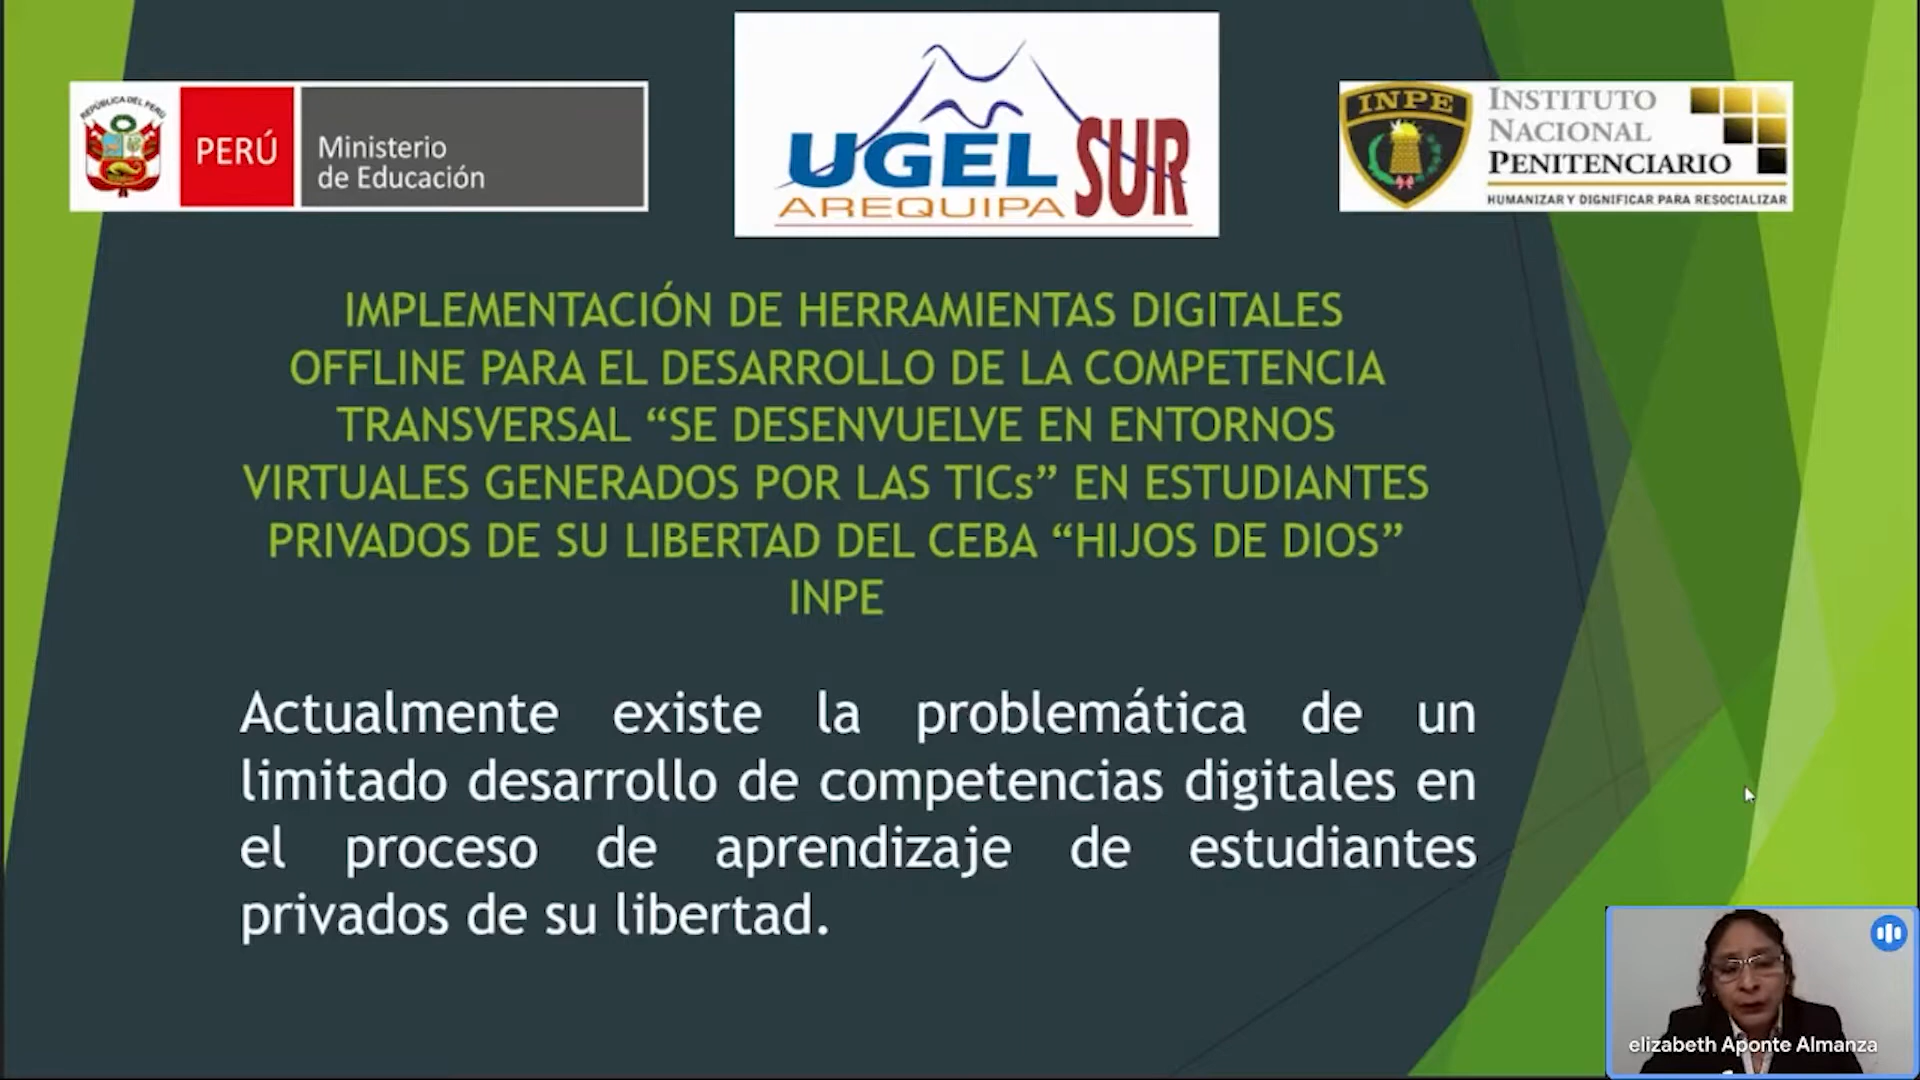 REPÚBLICA DEL PERÚ
PERÚ
Ministerio
de Educación
UGEL SUR
AREQUIPA
INPE
INSTITUTO
NACIONAL
PENITENCIARIO
HUMANIZAR Y DIGNIFICAR PARA RESOCIALIZAR
IMPLEMENTACIÓN DE HERRAMIENTAS DIGITALES
OFFLINE PARA EL DESARROLLO DE LA COMPETENCIA
TRANSVERSAL “SE DESENVUELVE EN ENTORNOS
VIRTUALES GENERADOS POR LAS TICs” EN ESTUDIANTES
PRIVADOS DE SU LIBERTAD DEL CEBA “HIJOS DE DIOS”
INPE
Actualmente existe la problemática de un
limitado desarrollo de competencias digitales en
el proceso de aprendizaje de estudiantes
privados de su libertad.
elizabeth Aponte Almanza